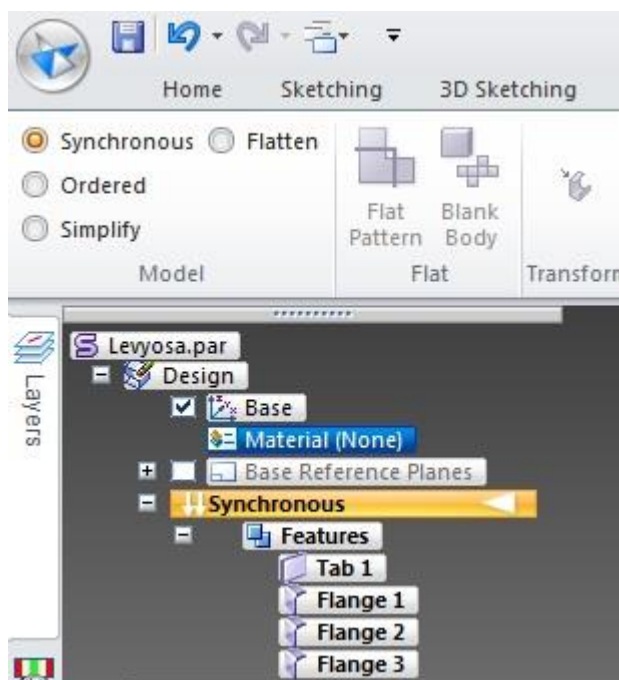 Home Sketching 3D Sketching
Synchronous Flatten
Ordered
Simplify
Flat Pattern
Blank Body
Model Flat Transform
Layers
Levyosa.par
Design
Base
Material (None)
Base Reference Planes
Synchronous
Features
Tab 1
Flange 1
Flange 2
Flange 3